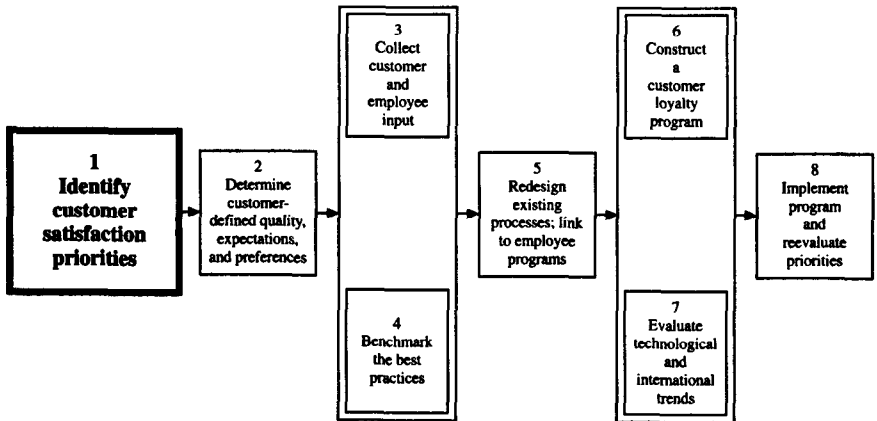 1
Identify
customer
satisfaction
priorities
2
Determine
customer-
defined quality,
expectations,
and preferences
3
Collect
customer
and
employee
input
4
Benchmark
the best
practices
5
Redesign
existing
processes; link
to employee
programs
6
Construct
a
customer
loyalty
program
7
Evaluate
technological and
international
trends
8
Implement
program
and
reevaluate
priorities